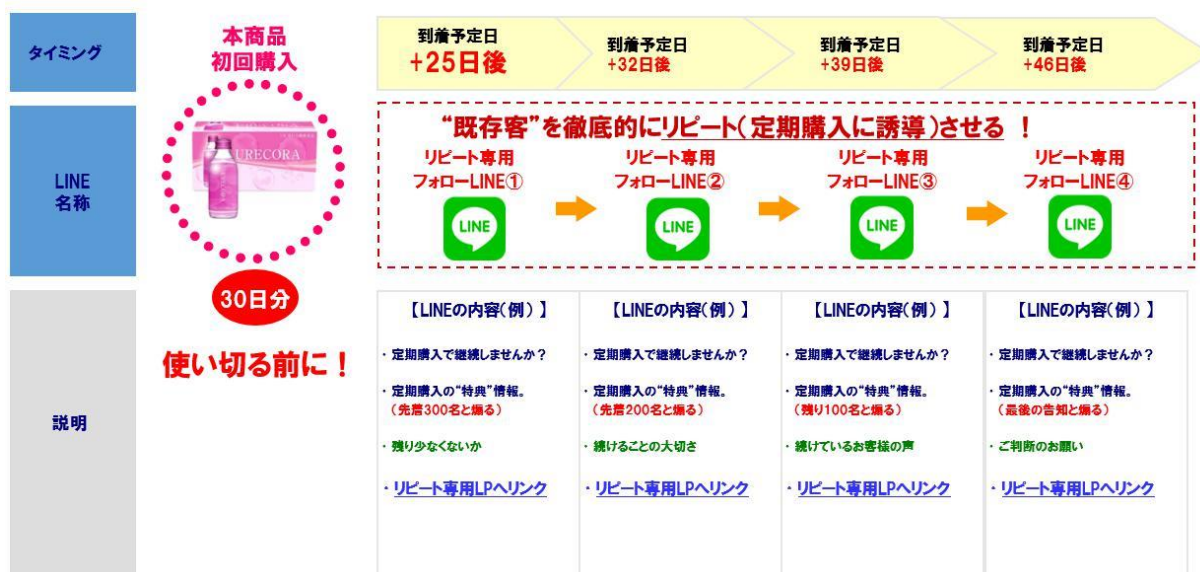 タイミング
本商品
初回購入
到着予定日
+25日後
到着予定日
+32日後
到着予定日
+39日後
到着予定日
+46日後
LINE
名称
URECORA
“既存客”を徹底的にリピート(定期購入に誘導)させる !
リピート専用
フォローLINE①
LINE
リピート専用
フォローLINE②
LINE
リピート専用
フォローLINE③
LINE
リピート専用
フォローLINE④
LINE
30日分
使い切る前に!
説明
【LINEの内容(例)】
・定期購入で継続しませんか?
・定期購入の“特典”情報。
(先着300名と煽る)
・残り少なくないか
・リピート専用LPへリンク
【LINEの内容(例)】
・定期購入で継続しませんか?
・定期購入の“特典”情報。
(先着200名と煽る)
・続けることの大切さ
・リピート専用LPへリンク
【LINEの内容(例)】
・定期購入で継続しませんか?
・定期購入の“特典”情報。
(残り100名と煽る)
・続けているお客様の声
・リピート専用LPへリンク
【LINEの内容(例)】
・定期購入で継続しませんか?
・定期購入の“特典”情報。
(最後の告知と煽る)
・ご判断のお願い
・リピート専用LPへリンク